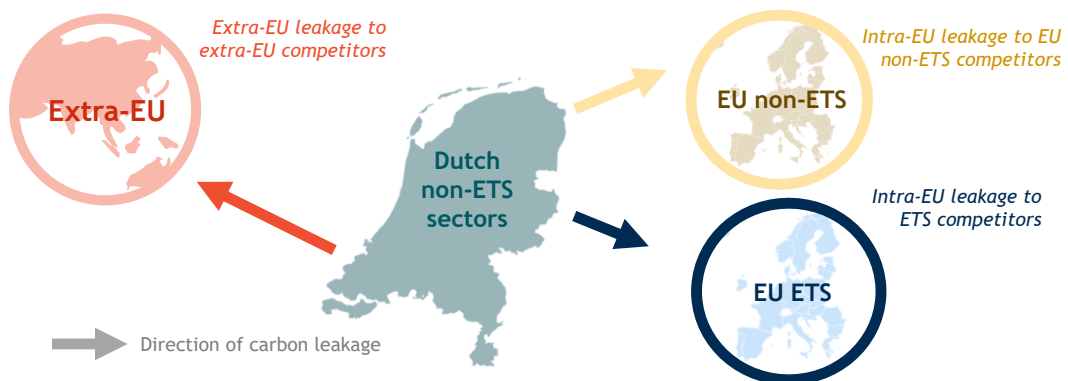 Extra-EU leakage to
extra-EU competitors
Extra-EU
Dutch
non-ETS
sectors
Intra-EU leakage to EU
non-ETS competitors
EU non-ETS
Intra-EU leakage to
ETS competitors
EU ETS
Direction of carbon leakage